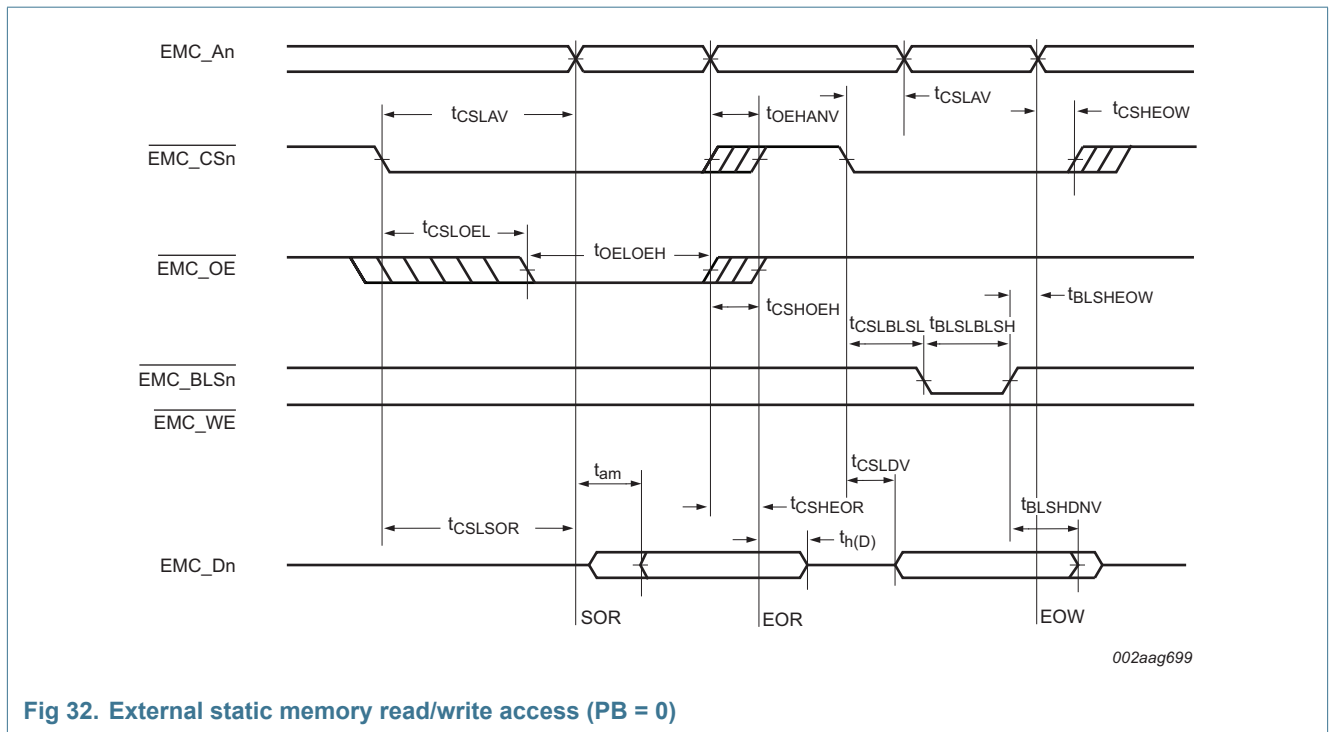 EMC_An
tCSLAV
tOEHANV
tCSLAV
tCSHEOW
EMC_CSn
tCSLOEL
tOELOEH
EMC_OE
tCSHOEH
tBLSHEOW
tCSLBLSL
tBLSLBLSH
EMC_BLSn
EMC_WE
tam
tCSLDV
tCSLSOR
tCSHEOR
tBLSHDNV
th(D)
EMC_Dn
SOR
EOR
EOW
002aag699
Fig 32. External static memory read/write access (PB = 0)